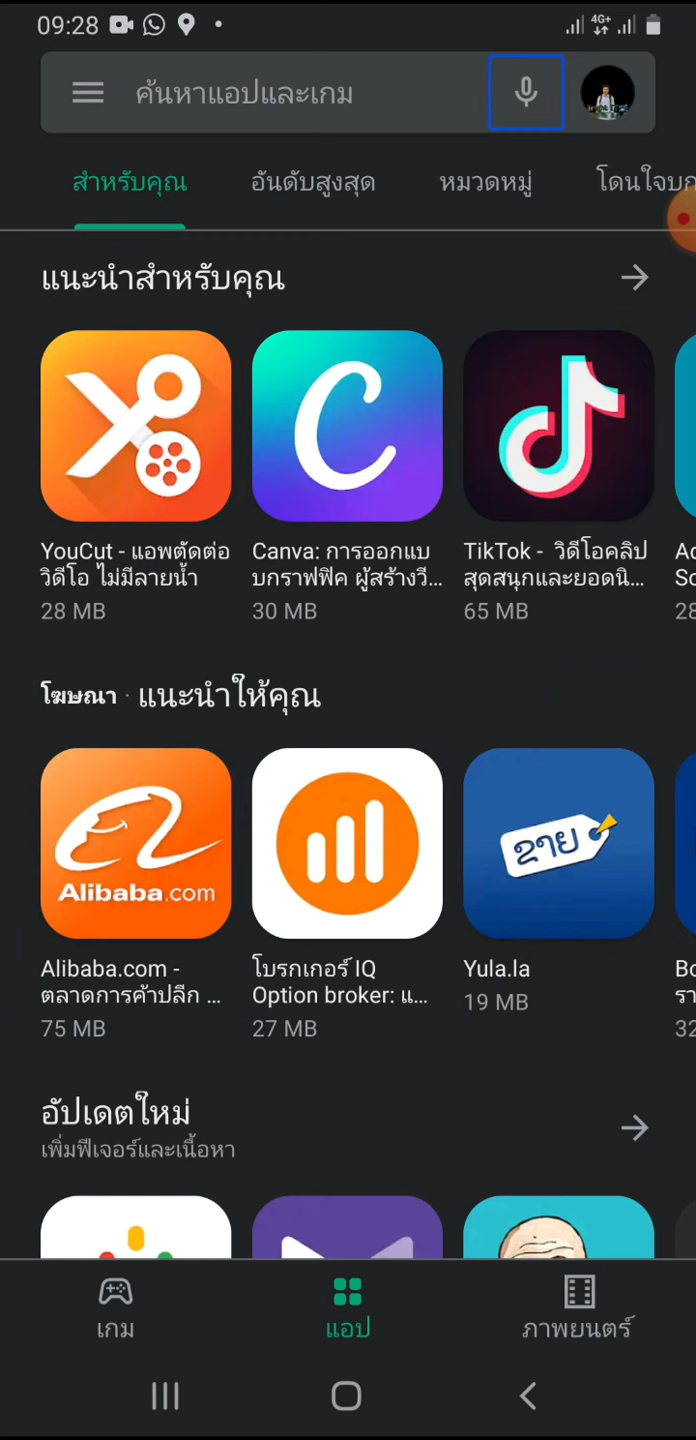 09:28 4G+
ค้นหาแอปและเกม
สำหรับคุณ อันดับสูงสุด หมวดหมู่ โดนใจบก
แนะนำสำหรับคุณ
YouCut - แอพตัดต่อ
วิดีโอ ไม่มีลายน้ำ
28 MB
Canva: การออกแบ
บกราฟฟิค ผู้สร้างวี...
30 MB
TikTok - วิดีโอคลิป
สุดสนุกและยอดนิ...
65 MB
โฆษณา · แนะนำให้คุณ
Alibaba.com
ຂາຍ
Alibaba.com -
ตลาดการค้าปลีก ...
75 MB
โบรกเกอร์ IQ
Option broker: แ...
27 MB
Yula.la
19 MB
อัปเดตใหม่
เพิ่มฟีเจอร์และเนื้อหา
เกม แอป ภาพยนตร์